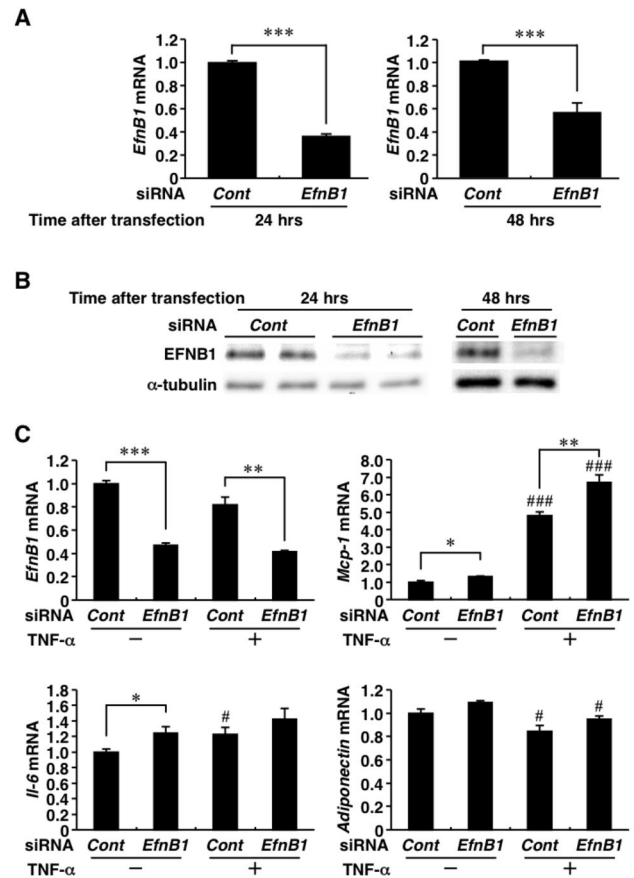 A
***
***
EfnB1 mRNA
1.2
1.0
0.8
0.6
0.4
0.2
0
EfnB1 mRNA
1.2
1.0
0.8
0.6
0.4
0.2
0
siRNA Cont EfnB1 siRNA Cont EfnB1
Time after transfection 24 hrs 48 hrs
B
Time after transfection 24 hrs 48 hrs
siRNA Cont EfnB1 Cont EfnB1
EFNB1
α-tubulin
C
EfnB1 mRNA
1.2
1.0
0.8
0.6
0.4
0.2
0
***
**
siRNA Cont EfnB1 Cont EfnB1
TNF-α − +
Mcp-1 mRNA
8.0
7.0
6.0
5.0
4.0
3.0
2.0
1.0
0
*
**
###
###
siRNA Cont EfnB1 Cont EfnB1
TNF-α − +
Il-6 mRNA
1.8
1.6
1.4
1.2
1.0
0.8
0.6
0.4
0.2
0
*
#
siRNA Cont EfnB1 Cont EfnB1
TNF-α − +
Adiponectin mRNA
1.2
1.0
0.8
0.6
0.4
0.2
0
#
#
siRNA Cont EfnB1 Cont EfnB1
TNF-α − +